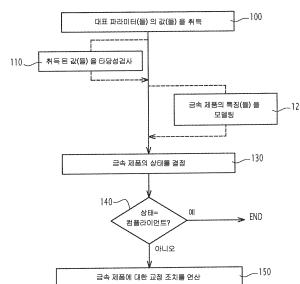 대표 파라미터(들)의 값(들)을 취득
100
110
취득 된 값(들)을 타당성검사
금속 제품의 특징(들)을
모델링
12
금속 제품의 상태를 결정
130
140
상태=
컴플라이언트?
예
END
아니오
금속 제품에 대한 교정 조치를 연산
150